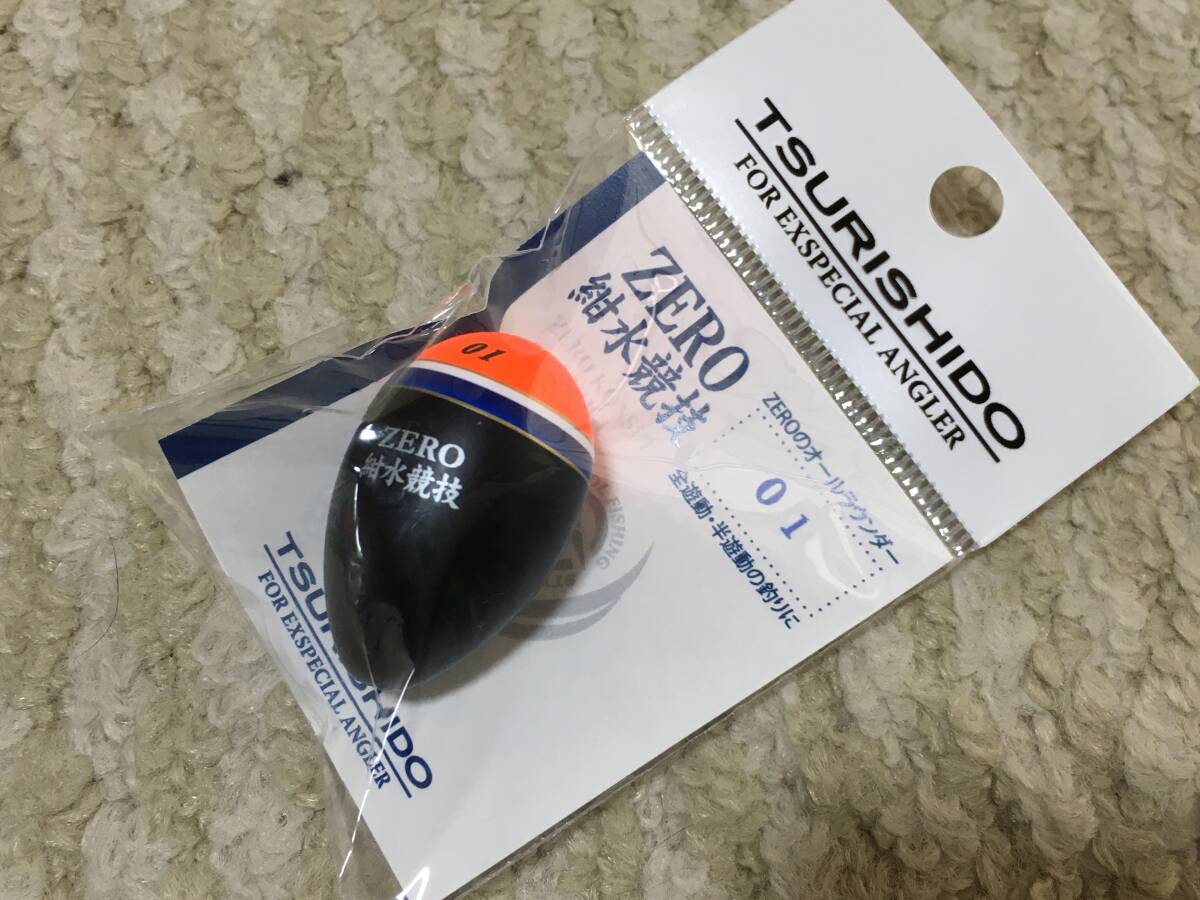 TSURISHIDO
FOR EXSPECIAL ANGLER
ZERO
紺水競技
ZEROのオールラウンダー
01
全遊動・半遊動の釣りに
01
ZERO
紺水競技
FISHING
TSURISHIDO
FOR EXSPECIAL ANGLER